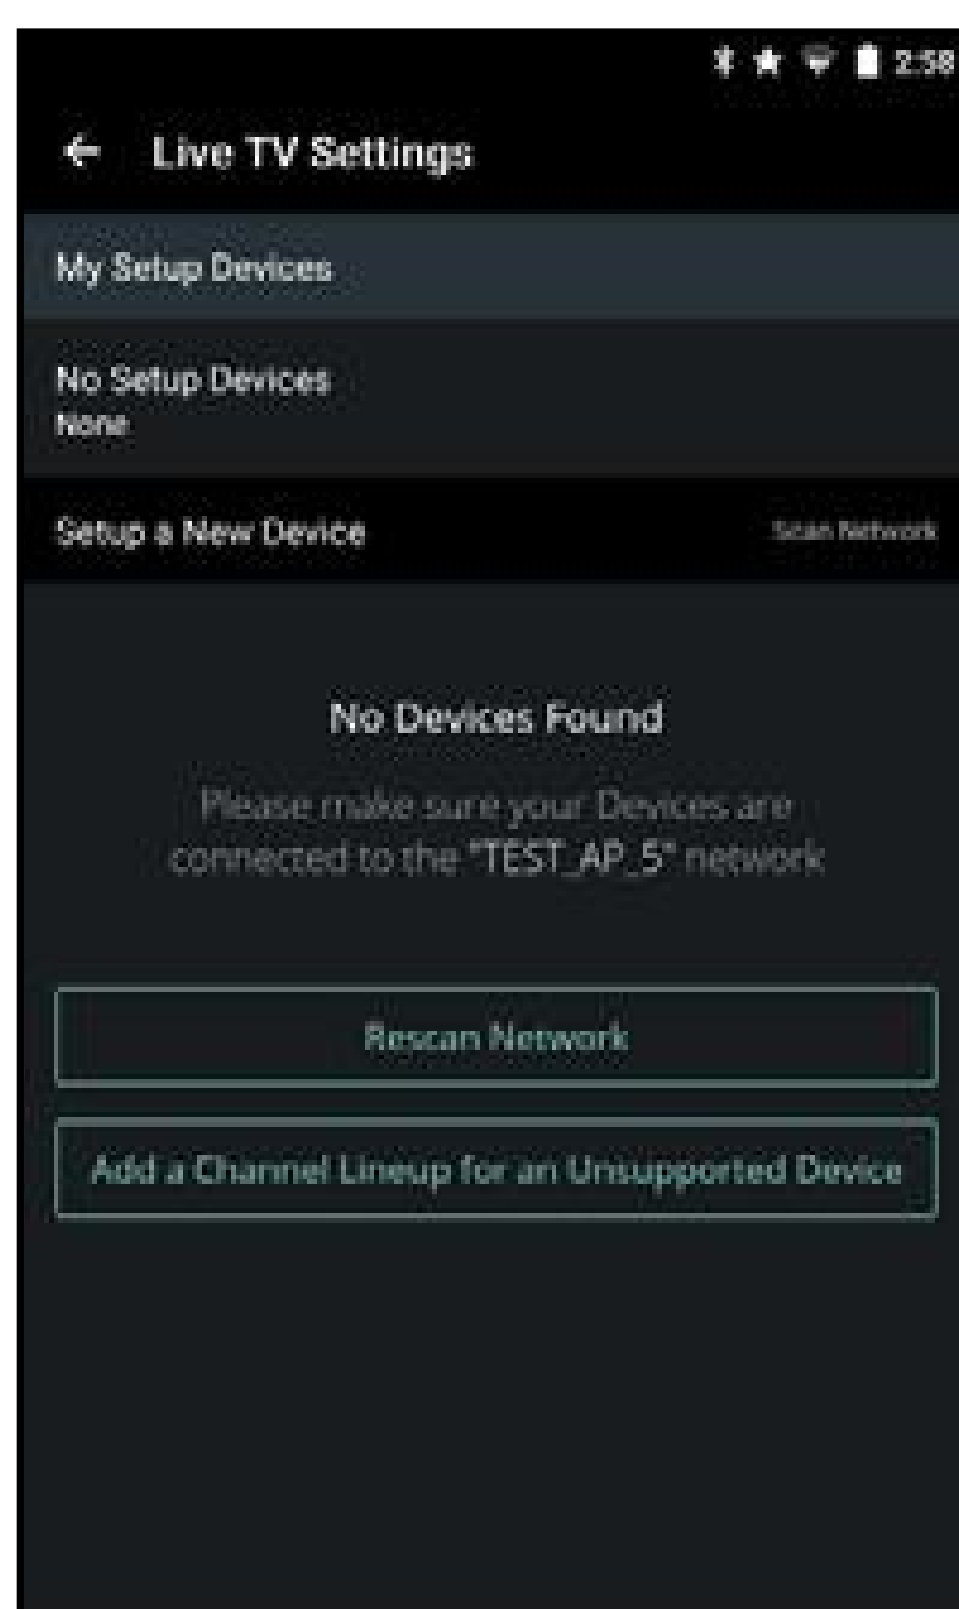 2:58
Live TV Settings
My Setup Devices
No Setup Devices
None
Setup a New Device Scan Network
No Devices Found
Please make sure your Devices are
connected to the "TEST_AP_5" network
Rescan Network
Add a Channel Lineup for an Unsupported Device